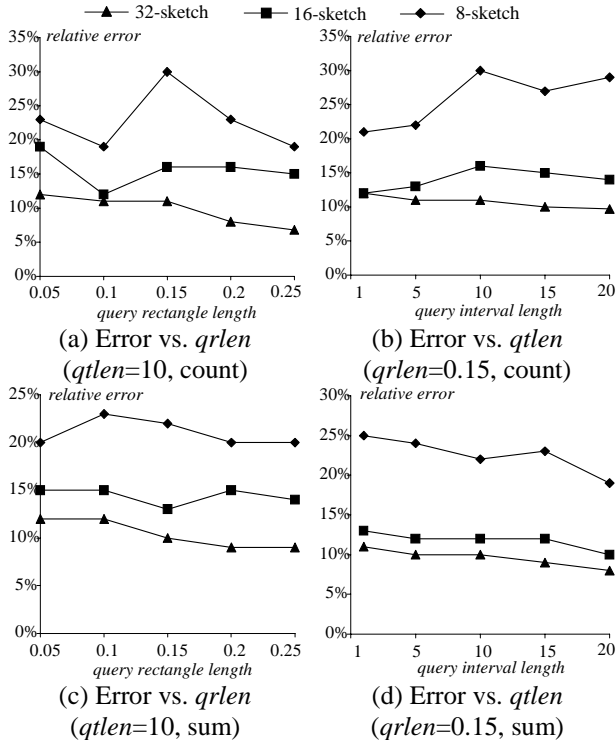 32-sketch 16-sketch 8-sketch
35% relative error
30%
25%
20%
15%
10%
5%
0%
0.05 0.1 0.15 0.2 0.25
query rectangle length
(a) Error vs. qrlen
(qtlen=10, count)
35% relative error
30%
25%
20%
15%
10%
5%
0%
1 5 10 15 20
query interval length
(b) Error vs. qtlen
(qrlen=0.15, count)
25% relative error
20%
15%
10%
5%
0%
0.05 0.1 0.15 0.2 0.25
query rectangle length
(c) Error vs. qrlen
(qtlen=10, sum)
30% relative error
25%
20%
15%
10%
5%
0%
1 5 10 15 20
query interval length
(d) Error vs. qtlen
(qrlen=0.15, sum)